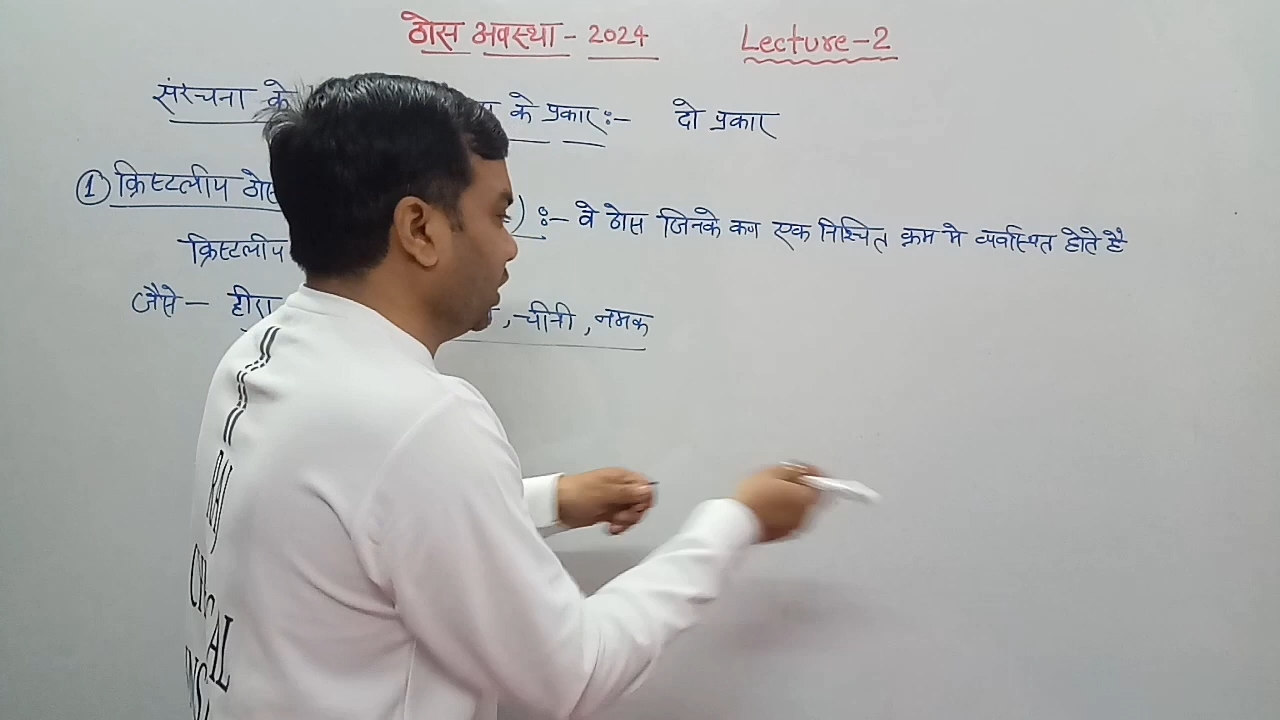 ठोस अवस्था - 2024 Lecture-2
संरचना के के प्रकार :- दो प्रकार
① क्रिस्टलीय ठोस ) :- वे ठोस जिनके कण एक निश्चित क्रम मे व्यवस्थित होते है
क्रिस्टलीय
जैसे - हीरा , चीनी , नमक